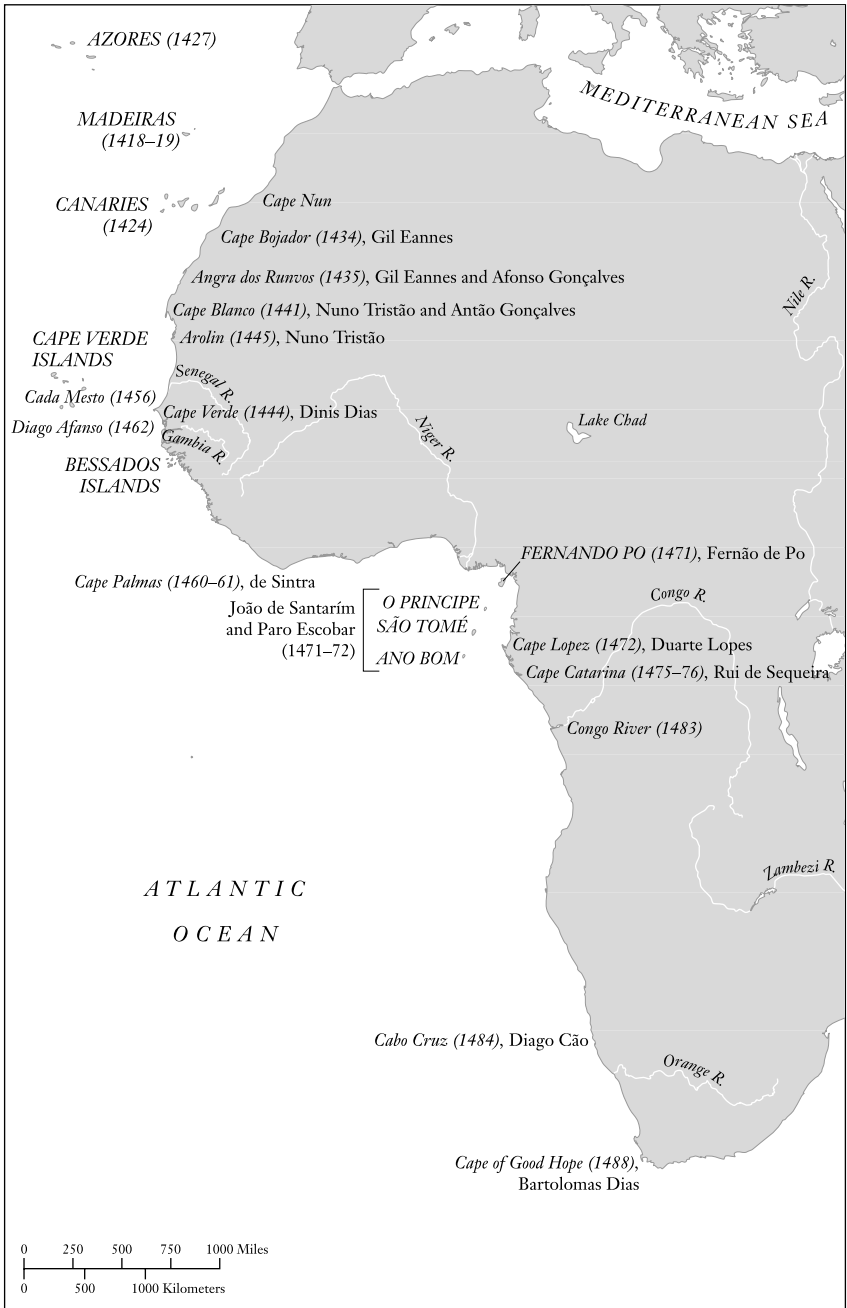 AZORES (1427)
MEDITERRANEAN SEA
MADEIRAS
(1418–19)
CANARIES
(1424)
Cape Nun
Cape Bojador (1434), Gil Eannes
Angra dos Runvos (1435), Gil Eannes and Afonso Gonçalves
Nile R.
Cape Blanco (1441), Nuno Tristão and Antão Gonçalves
CAPE VERDE
ISLANDS
Arolin (1445), Nuno Tristão
Senegal R.
Cada Mesto (1456)
Cape Verde (1444), Dinis Dias
Diago Afanso (1462)
Gambia R.
Niger R.
Lake Chad
BESSADOS
ISLANDS
FERNANDO PO (1471), Fernão de Po
Cape Palmas (1460–61), de Sintra
João de Santarím
and Paro Escobar
(1471–72)
O PRINCIPE
SÃO TOMÉ
ANO BOM
Congo R.
Cape Lopez (1472), Duarte Lopes
Cape Catarina (1475–76), Rui de Sequeira
Congo River (1483)
Zambezi R.
ATLANTIC
OCEAN
Cabo Cruz (1484), Diago Cão
Orange R.
Cape of Good Hope (1488),
Bartolomas Dias
0 250 500 750 1000 Miles
0 500 1000 Kilometers